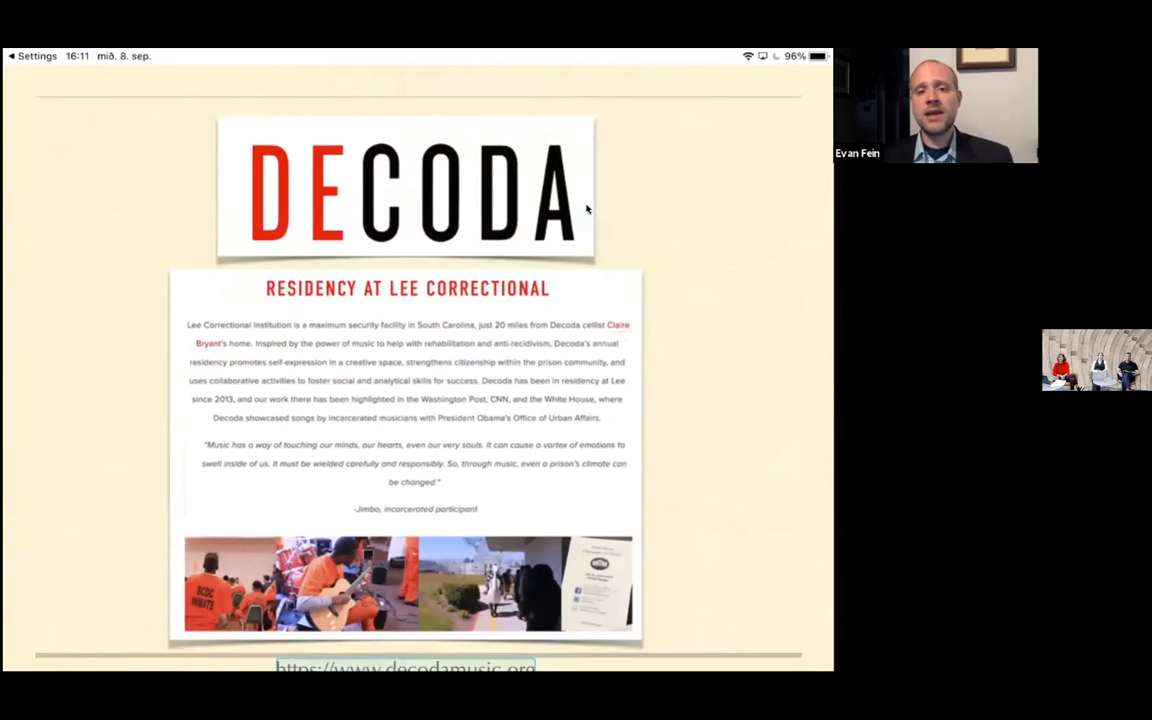 Settings 16:11 mið. 8. sep.
96%
DECODA
RESIDENCY AT LEE CORRECTIONAL
Lee Correctional Institution is a maximum security facility in South Carolina, just 20 miles from Decoda cellist Claire
Bryant's home. Inspired by the power of music to help with rehabilitation and anti-recidivism, Decoda's annual
residency promotes self-expression in a creative space, strengthens citizenship within the prison community, and
uses collaborative activities to foster social and analytical skills for success. Decoda has been in residency at Lee
since 2013, and our work there has been highlighted in the Washington Post, CNN, and the White House, where
Decoda showcased songs by incarcerated musicians with President Obama's Office of Urban Affairs.
"Music has a way of touching our minds, our hearts, even our very souls. It can cause a vortex of emotions to
swell inside of us. It must be wielded carefully and responsibly. So, through music, even a prison's climate can
be changed."
-Jimbo, incarcerated participant
BCDC
INMATE
https://www.decodamusic.org
Evan Fein